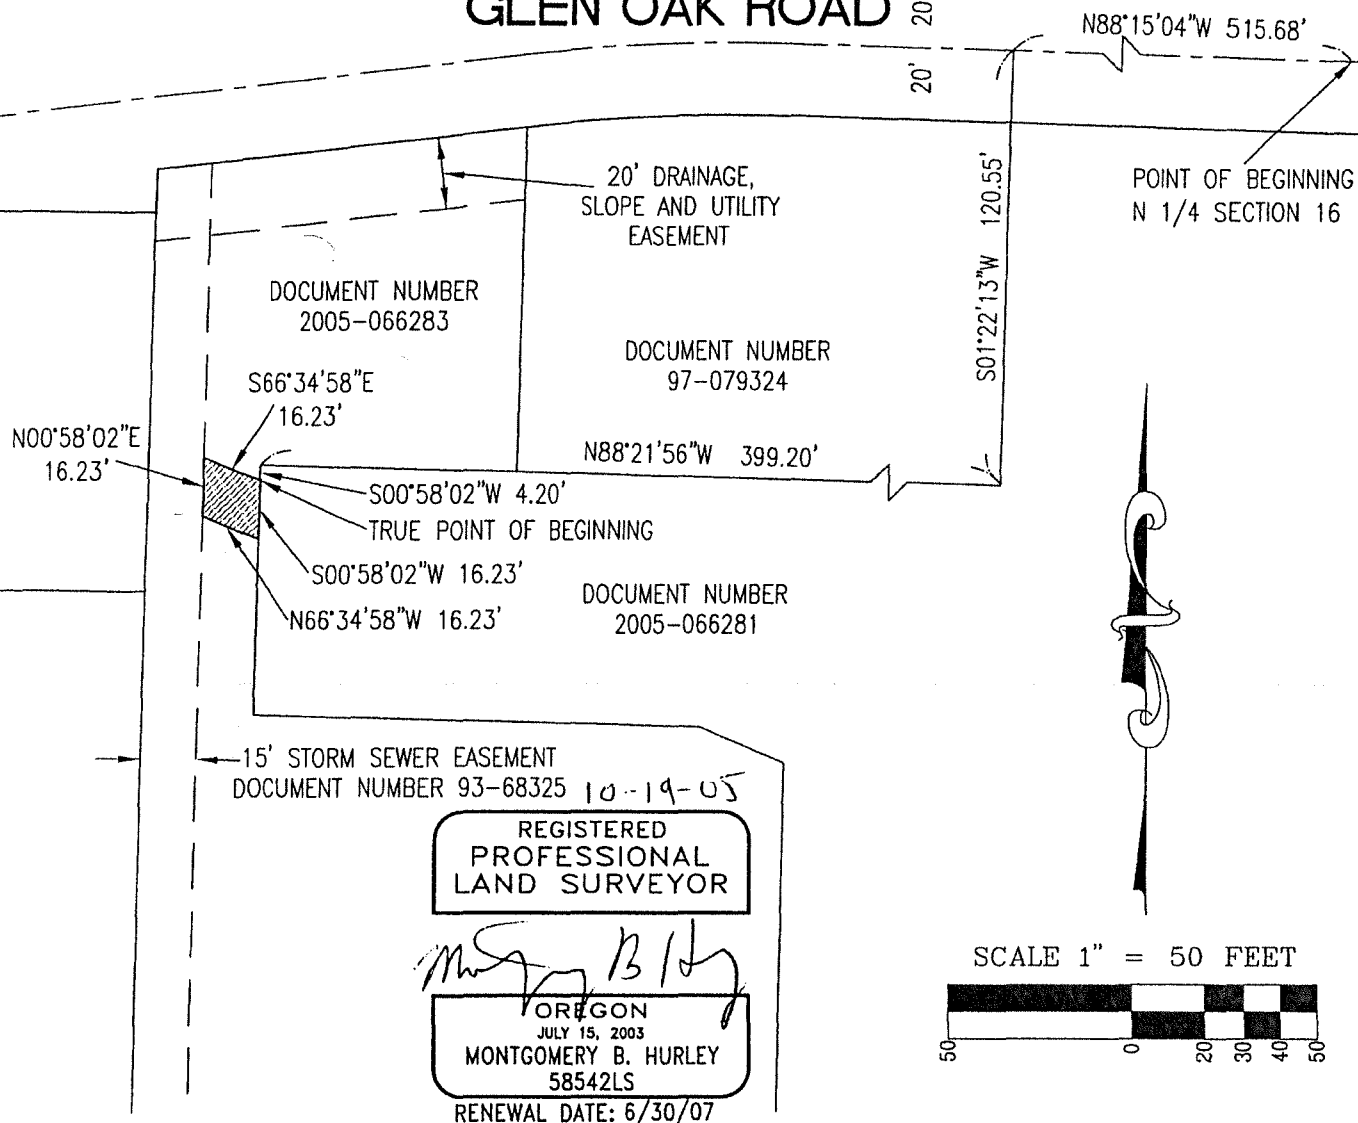 GLEN OAK ROAD
20'
20'
N88°15'04"W 515.68'
POINT OF BEGINNING
N 1/4 SECTION 16
20' DRAINAGE,
SLOPE AND UTILITY
EASEMENT
S01°22'13"W 120.55'
DOCUMENT NUMBER
2005-066283
DOCUMENT NUMBER
97-079324
S66°34'58"E
16.23'
N00°58'02"E
16.23'
N88°21'56"W 399.20'
S00°58'02"W 4.20'
TRUE POINT OF BEGINNING
S00°58'02"W 16.23'
N66°34'58"W 16.23'
DOCUMENT NUMBER
2005-066281
15' STORM SEWER EASEMENT
DOCUMENT NUMBER 93-68325
10-19-05
REGISTERED
PROFESSIONAL
LAND SURVEYOR
OREGON
JULY 15, 2003
MONTGOMERY B. HURLEY
58542LS
RENEWAL DATE: 6/30/07
SCALE 1" = 50 FEET
50 0 20 30 40 50